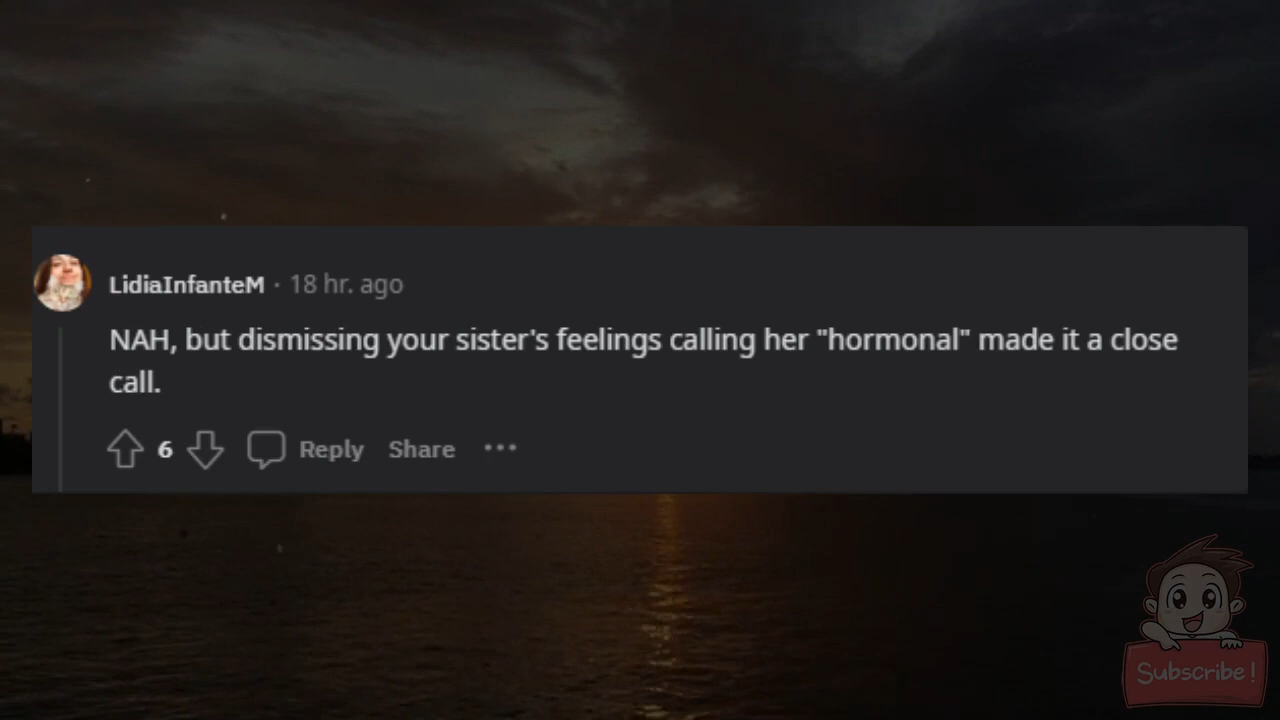 LidiaInfanteM · 18 hr. ago
NAH, but dismissing your sister's feelings calling her "hormonal" made it a close
call.
6 Reply Share ···
Subscribe!